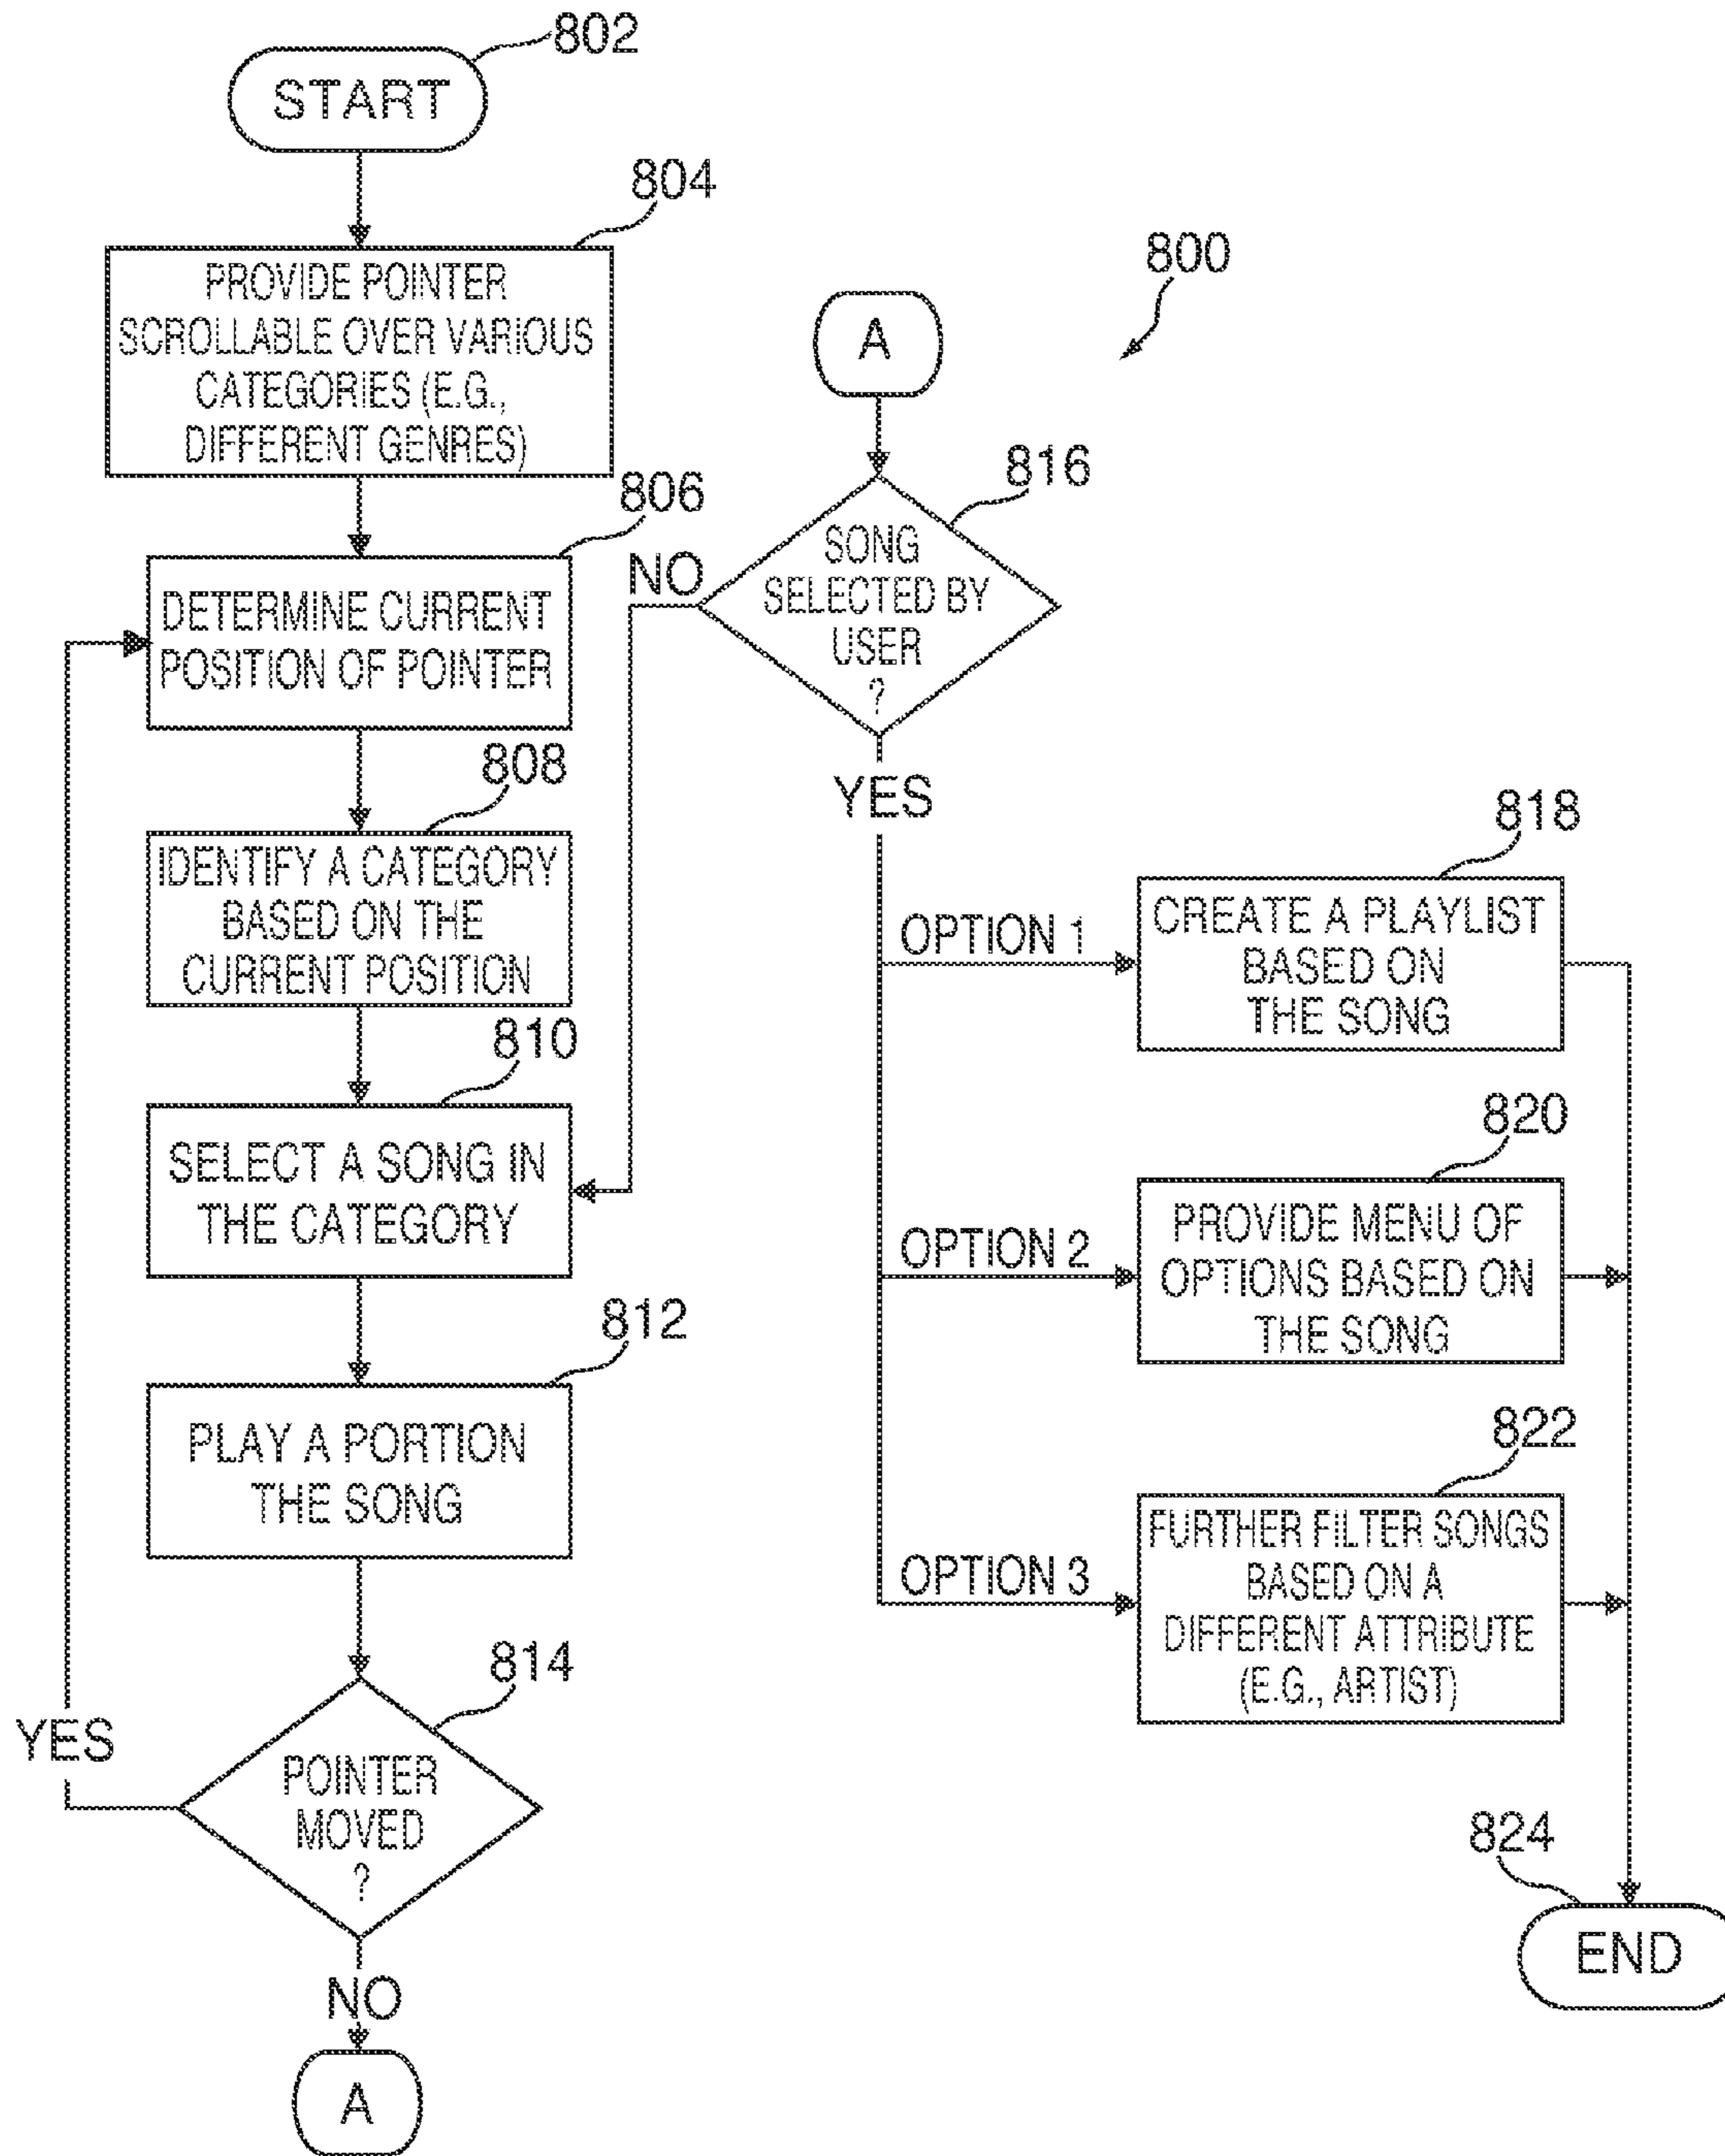 802
START
804
PROVIDE POINTER
SCROLLABLE OVER VARIOUS
CATEGORIES (E.G.,
DIFFERENT GENRES)
806
DETERMINE CURRENT
POSITION OF POINTER
808
IDENTIFY A CATEGORY
BASED ON THE
CURRENT POSITION
810
SELECT A SONG IN
THE CATEGORY
812
PLAY A PORTION
THE SONG
814
YES
POINTER
MOVED
?
NO
A
800
A
816
NO
SONG
SELECTED BY
USER
?
YES
818
OPTION 1
CREATE A PLAYLIST
BASED ON
THE SONG
820
OPTION 2
PROVIDE MENU OF
OPTIONS BASED ON
THE SONG
822
OPTION 3
FURTHER FILTER SONGS
BASED ON A
DIFFERENT ATTRIBUTE
(E.G., ARTIST)
824
END